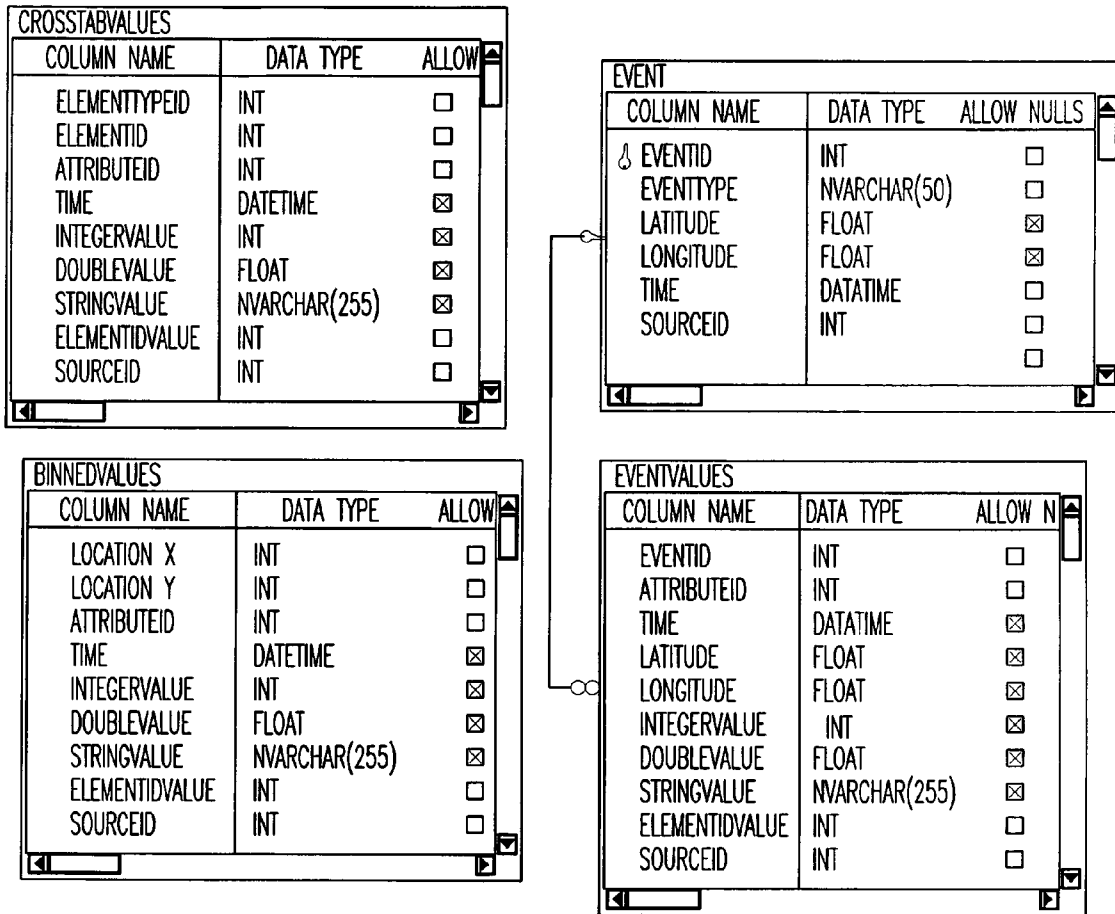 CROSSTABVALUES
COLUMN NAME DATA TYPE ALLOW
ELEMENTTYPEID INT
ELEMENTID INT
ATTRIBUTEID INT
TIME DATETIME
INTEGERVALUE INT
DOUBLEVALUE FLOAT
STRINGVALUE NVARCHAR(255)
ELEMENTIDVALUE INT
SOURCEID INT
EVENT
COLUMN NAME DATA TYPE ALLOW NULLS
EVENTID INT
EVENTTYPE NVARCHAR(50)
LATITUDE FLOAT
LONGITUDE FLOAT
TIME DATATIME
SOURCEID INT
BINNEDVALUES
COLUMN NAME DATA TYPE ALLOW
LOCATION X INT
LOCATION Y INT
ATTRIBUTEID INT
TIME DATETIME
INTEGERVALUE INT
DOUBLEVALUE FLOAT
STRINGVALUE NVARCHAR(255)
ELEMENTIDVALUE INT
SOURCEID INT
EVENTVALUES
COLUMN NAME DATA TYPE ALLOW N
EVENTID INT
ATTRIBUTEID INT
TIME DATATIME
LATITUDE FLOAT
LONGITUDE FLOAT
INTEGERVALUE INT
DOUBLEVALUE FLOAT
STRINGVALUE NVARCHAR(255)
ELEMENTIDVALUE INT
SOURCEID INT